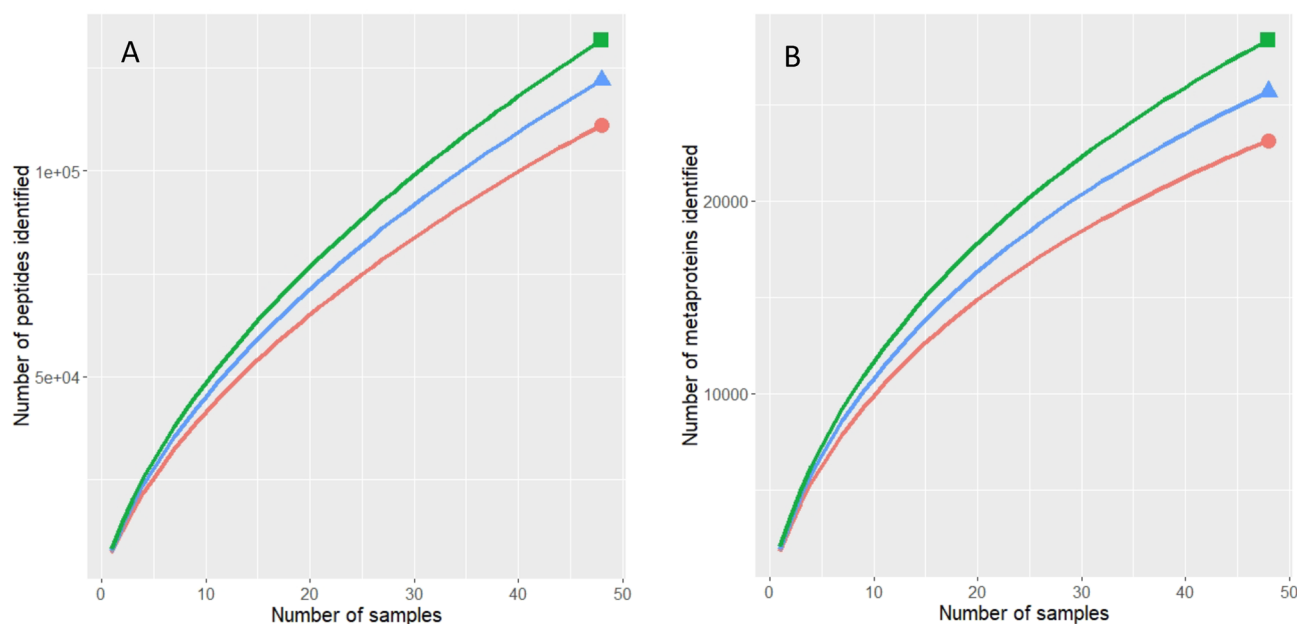 A
Number of peptides identified
1e+05
5e+04
0 10 20 30 40 50
Number of samples
B
Number of metaproteins identified
20000
10000
0 10 20 30 40 50
Number of samples